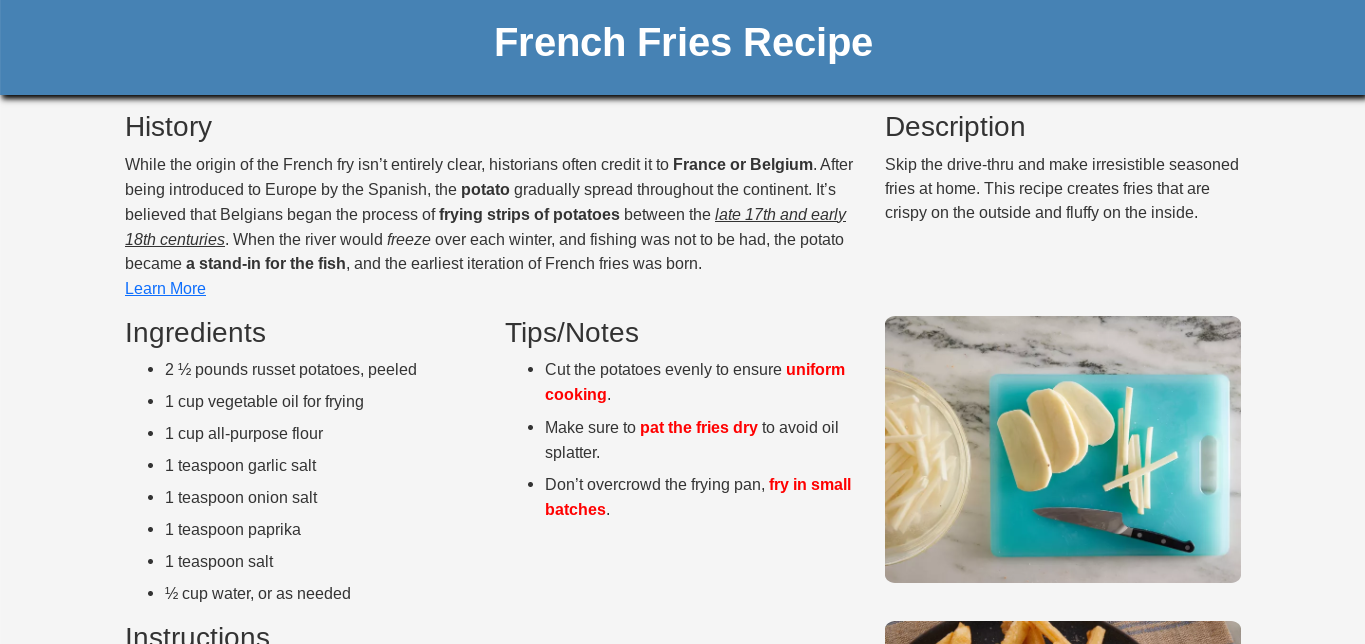 French Fries Recipe
History
While the origin of the French fry isn’t entirely clear, historians often credit it to France or Belgium. After
being introduced to Europe by the Spanish, the potato gradually spread throughout the continent. It’s
believed that Belgians began the process of frying strips of potatoes between the late 17th and early
18th centuries. When the river would freeze over each winter, and fishing was not to be had, the potato
became a stand-in for the fish, and the earliest iteration of French fries was born.
Learn More
Description
Skip the drive-thru and make irresistible seasoned
fries at home. This recipe creates fries that are
crispy on the outside and fluffy on the inside.
Ingredients
2 ½ pounds russet potatoes, peeled
1 cup vegetable oil for frying
1 cup all-purpose flour
1 teaspoon garlic salt
1 teaspoon onion salt
1 teaspoon paprika
1 teaspoon salt
½ cup water, or as needed
Tips/Notes
Cut the potatoes evenly to ensure uniform
cooking.
Make sure to pat the fries dry to avoid oil
splatter.
Don’t overcrowd the frying pan, fry in small
batches.
Instructions